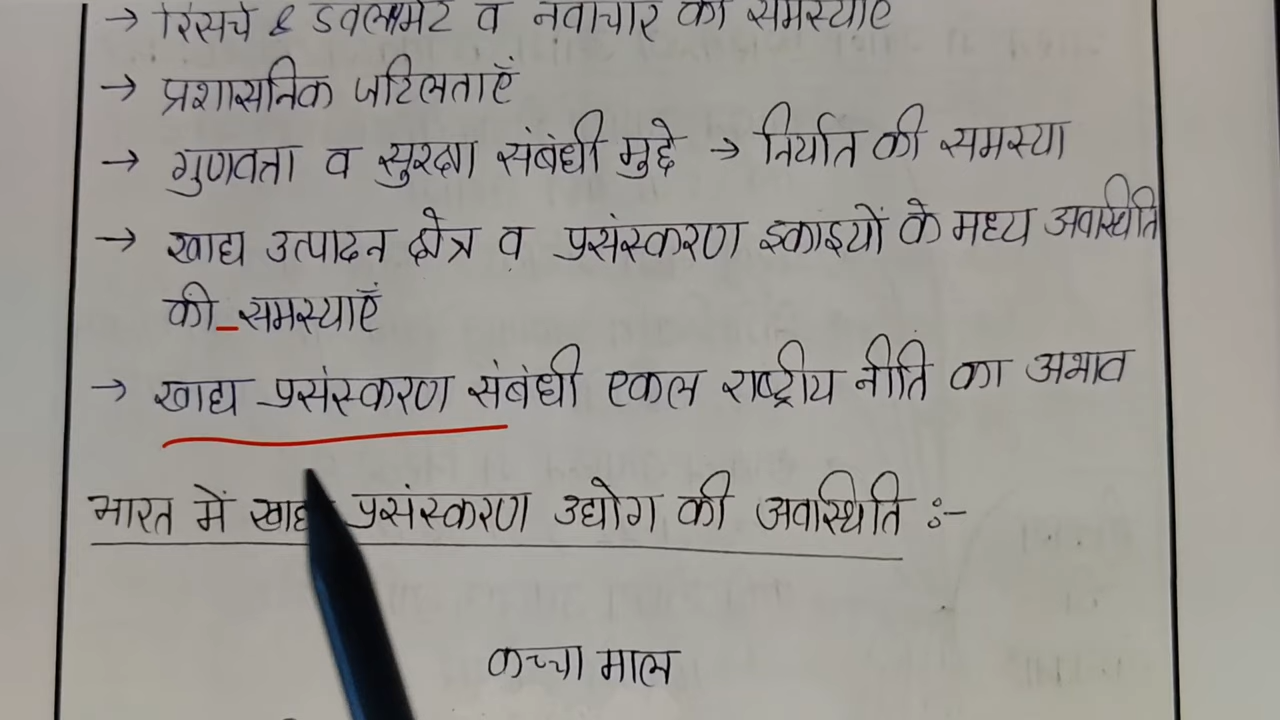 → रिसर्च & डवलपमेंट व नवाचार की समस्याएँ
→ प्रशासनिक जटिलताएँ
→ गुणवत्ता व सुरक्षा संबंधी मुद्दे → निर्यात की समस्या
→ खाद्य उत्पादन क्षेत्र व प्रसंस्करण इकाइयों के मध्य अवस्थिति
की समस्याएँ
→ खाद्य प्रसंस्करण संबंधी एकल राष्ट्रीय नीति का अभाव
भारत में खाद्य प्रसंस्करण उद्योग की अवस्थिति :-
कच्चा माल